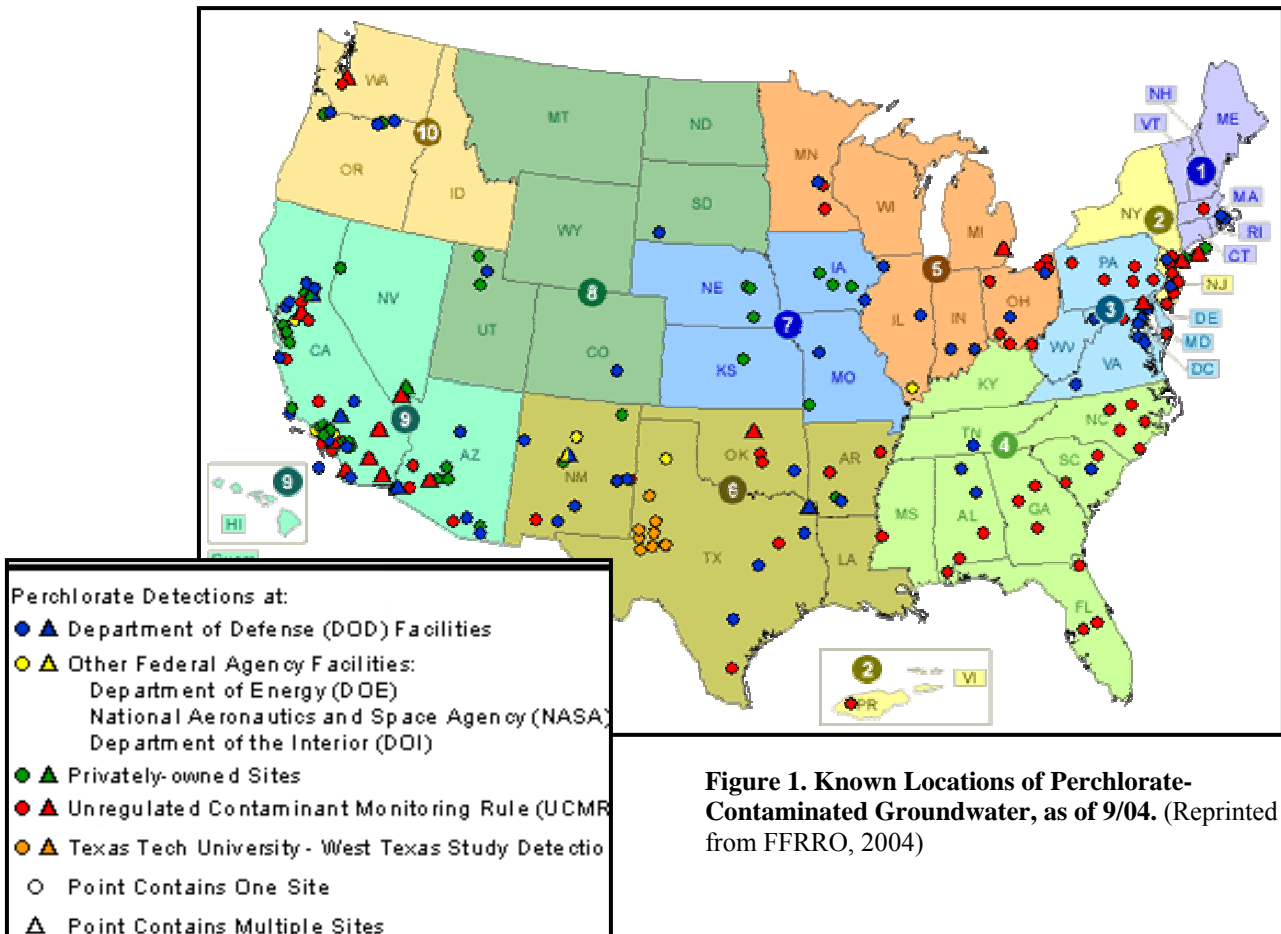 WA
MT
ND
MN
NH
VT
ME
10
1
OR
ID
SD
WI
MI
NY
2
MA
RI
CT
WY
IA
5
PA
NJ
NV
8
NE
OH
3
DE
UT
7
IL
IN
MD
CA
CO
KS
MO
WV
VA
DC
KY
9
AZ
NC
TN
4
OK
AR
SC
9
NM
6
HI
MS
AL
GA
TX
LA
FL
2
VI
PR
Perchlorate Detections at:
Department of Defense (DOD) Facilities
Other Federal Agency Facilities:
Department of Energy (DOE)
National Aeronautics and Space Agency (NASA)
Department of the Interior (DOI)
Privately-owned Sites
Unregulated Contaminant Monitoring Rule (UCMR
Texas Tech University - West Texas Study Detectio
Point Contains One Site
Point Contains Multiple Sites
Figure 1. Known Locations of Perchlorate-
Contaminated Groundwater, as of 9/04. (Reprinted
from FFRRO, 2004)